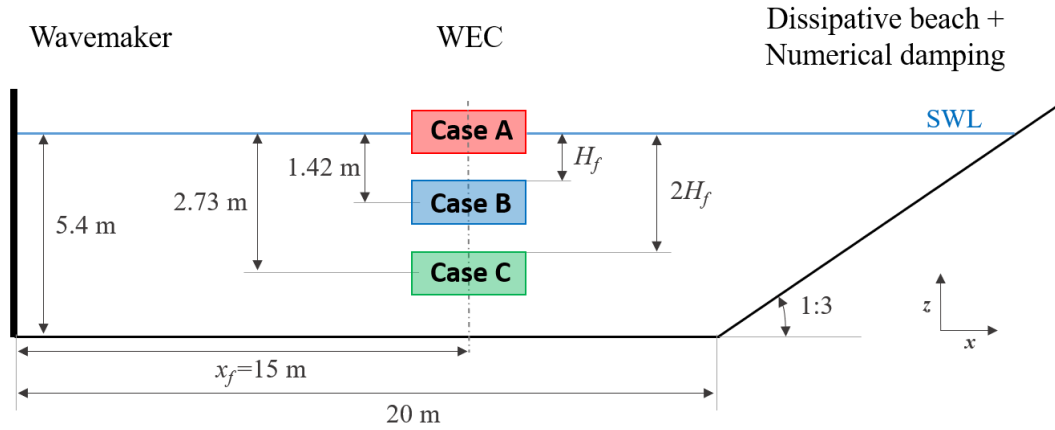 Wavemaker
WEC
Dissipative beach +
Numerical damping
SWL
Case A
1.42 m
H_f
Case B
2.73 m
2H_f
5.4 m
Case C
1:3
z
x
x_f=15 m
20 m